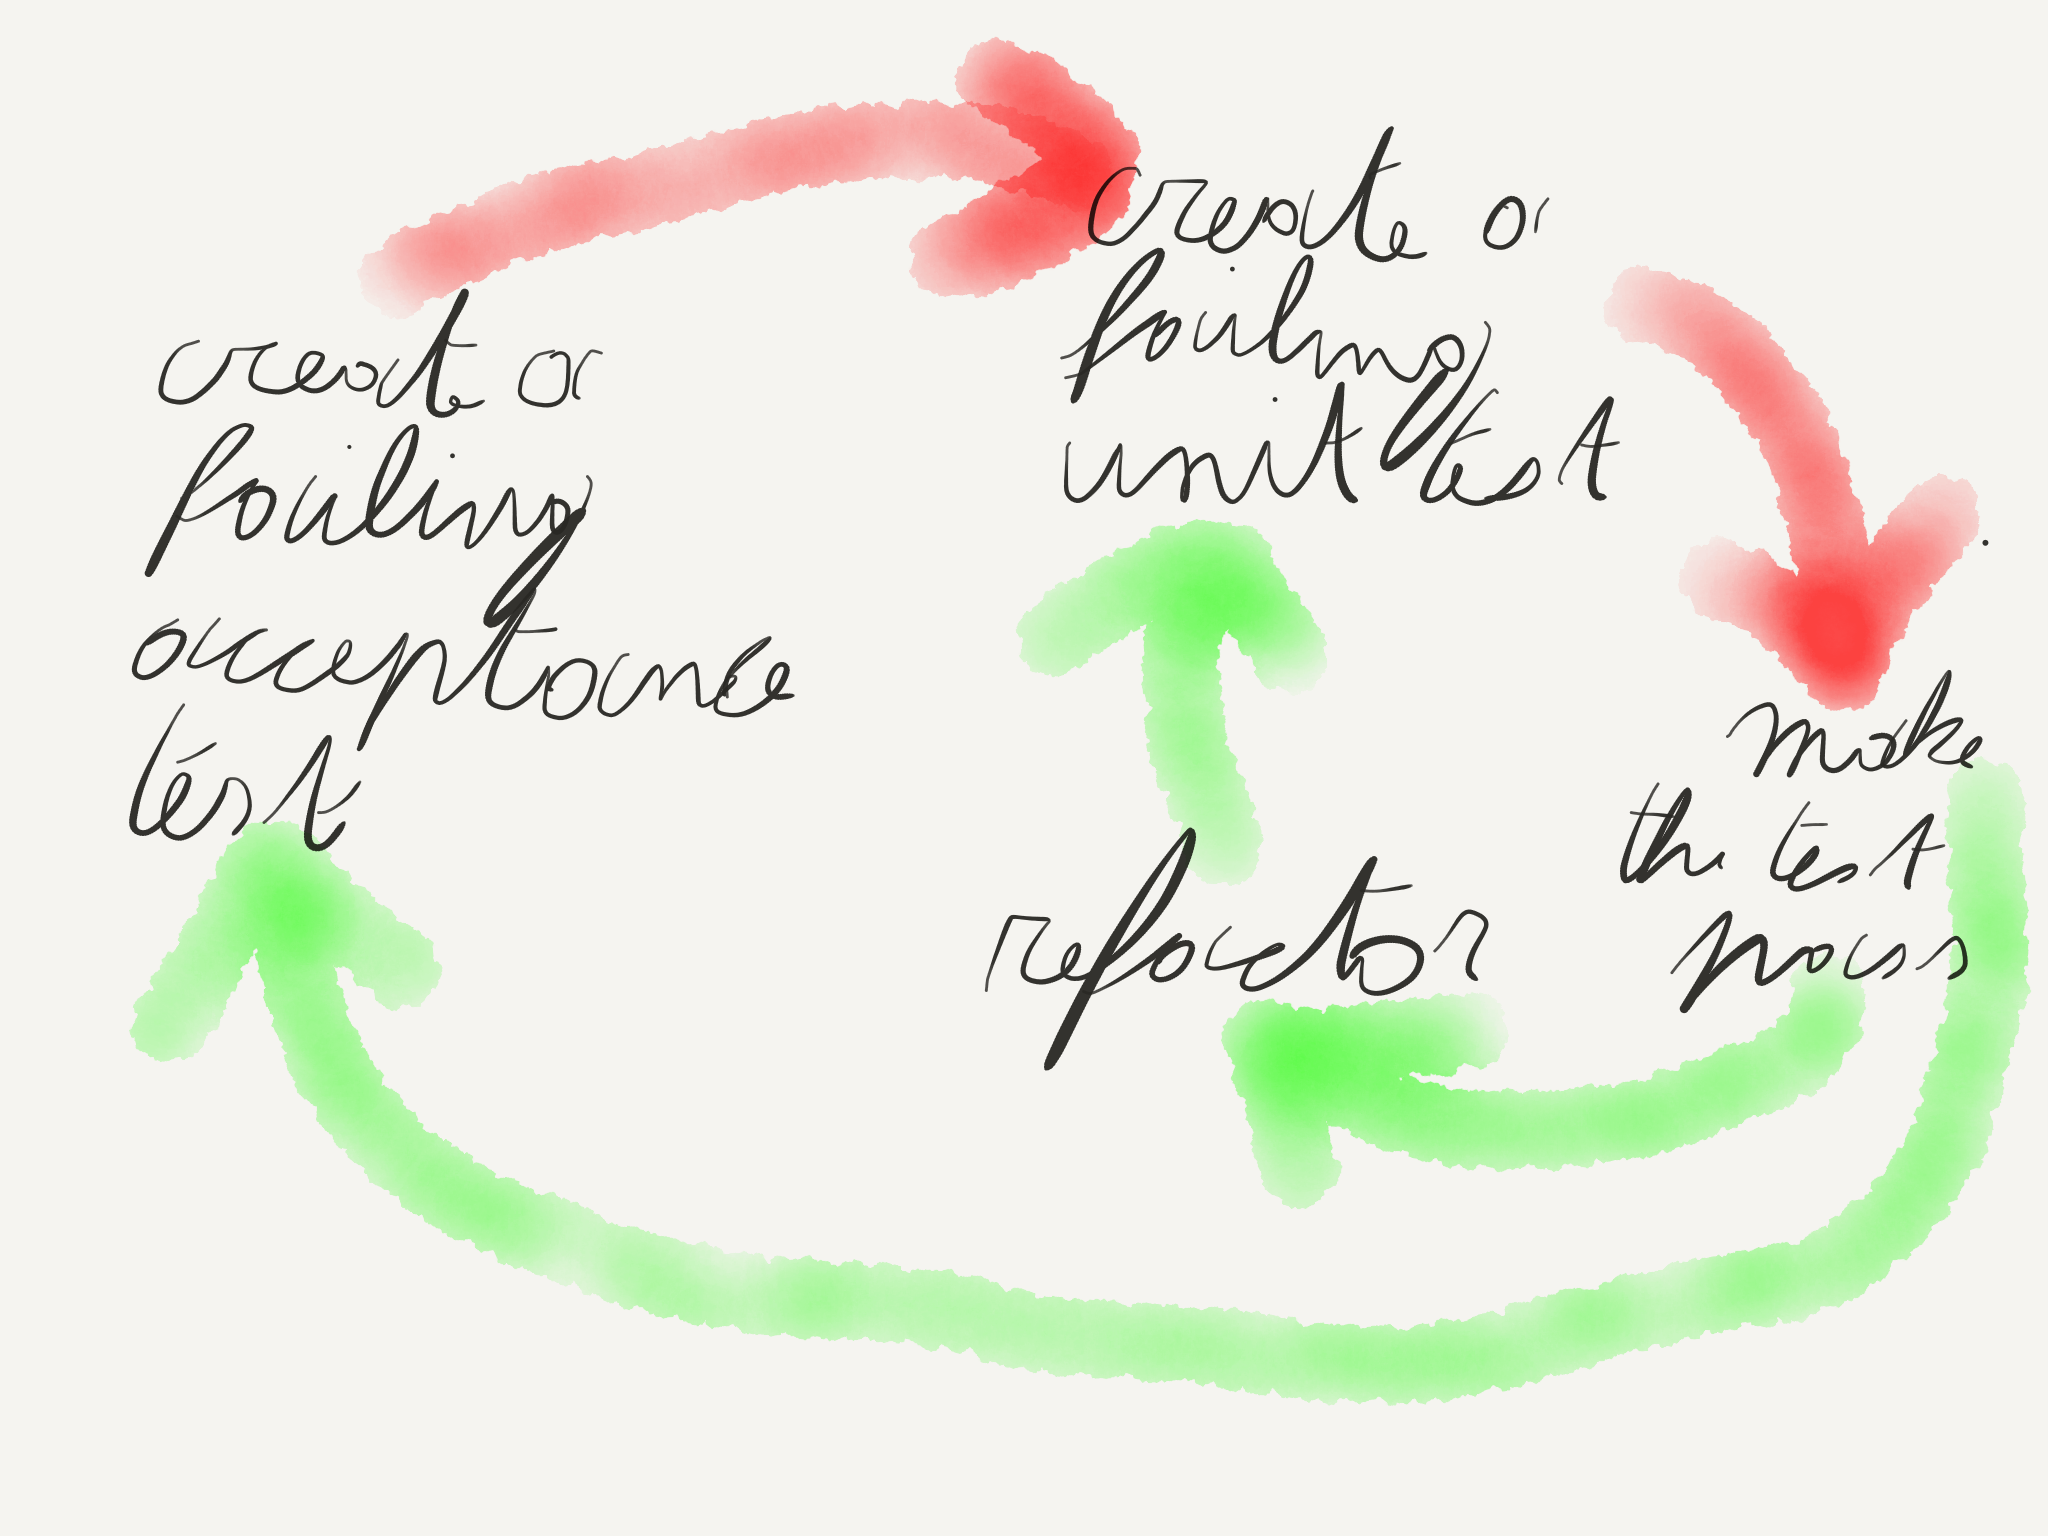 create a
failing
acceptance
test
create a
failing
unit test
make
the test
pass
refactor